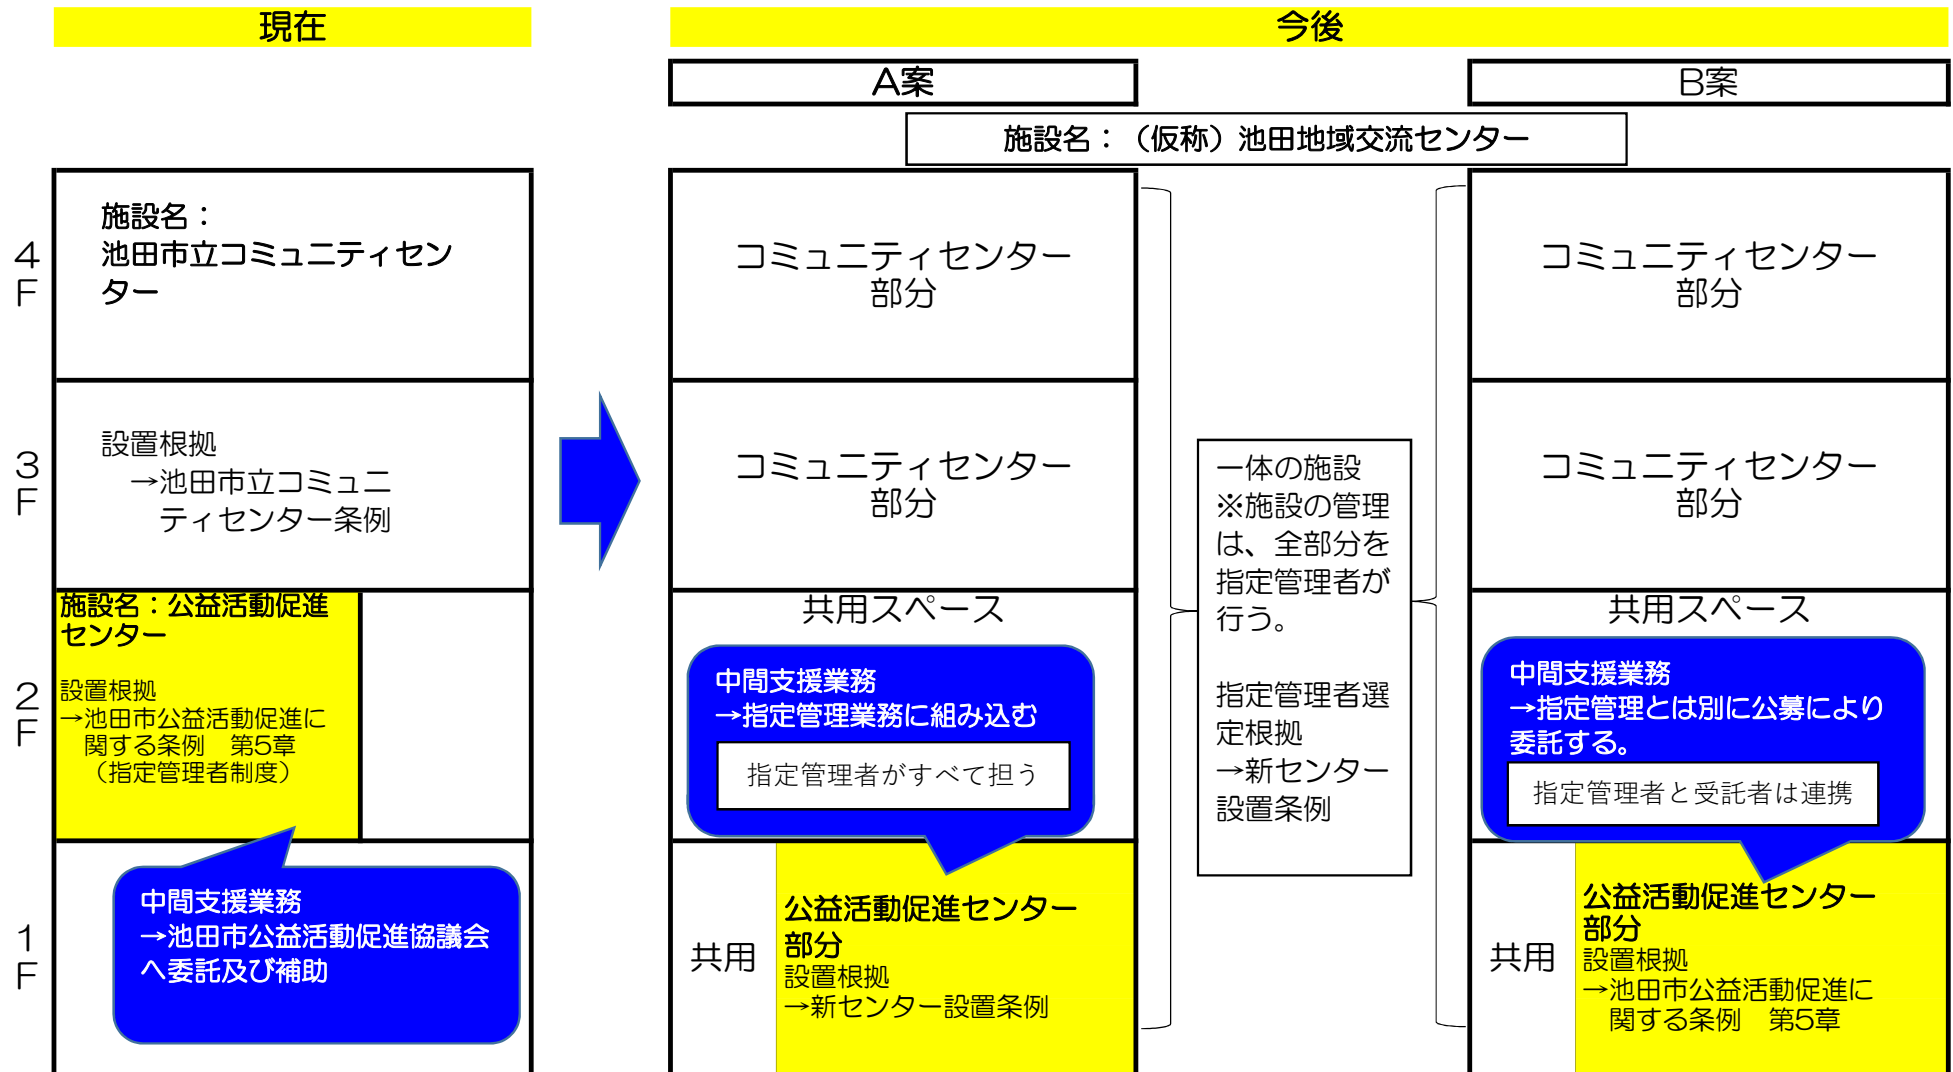 現在
今後
A案
B案
施設名：（仮称）池田地域交流センター
4
F
施設名：
池田市立コミュニティセン
ター
3
F
設置根拠
→池田市立コミュニ
ティセンター条例
2
F
施設名：公益活動促進
センター
設置根拠
→池田市公益活動促進に
関する条例　第5章
（指定管理者制度）
1
F
中間支援業務
→池田市公益活動促進協議会
へ委託及び補助
コミュニティセンター
部分
コミュニティセンター
部分
共用スペース
中間支援業務
→指定管理業務に組み込む
指定管理者がすべて担う
共用
公益活動促進センター
部分
設置根拠
→新センター設置条例
一体の施設
※施設の管理
は、全部分を
指定管理者が
行う。
指定管理者選
定根拠
→新センター
設置条例
コミュニティセンター
部分
コミュニティセンター
部分
共用スペース
中間支援業務
→指定管理とは別に公募により
委託する。
指定管理者と受託者は連携
共用
公益活動促進センター
部分
設置根拠
→池田市公益活動促進に
関する条例　第5章